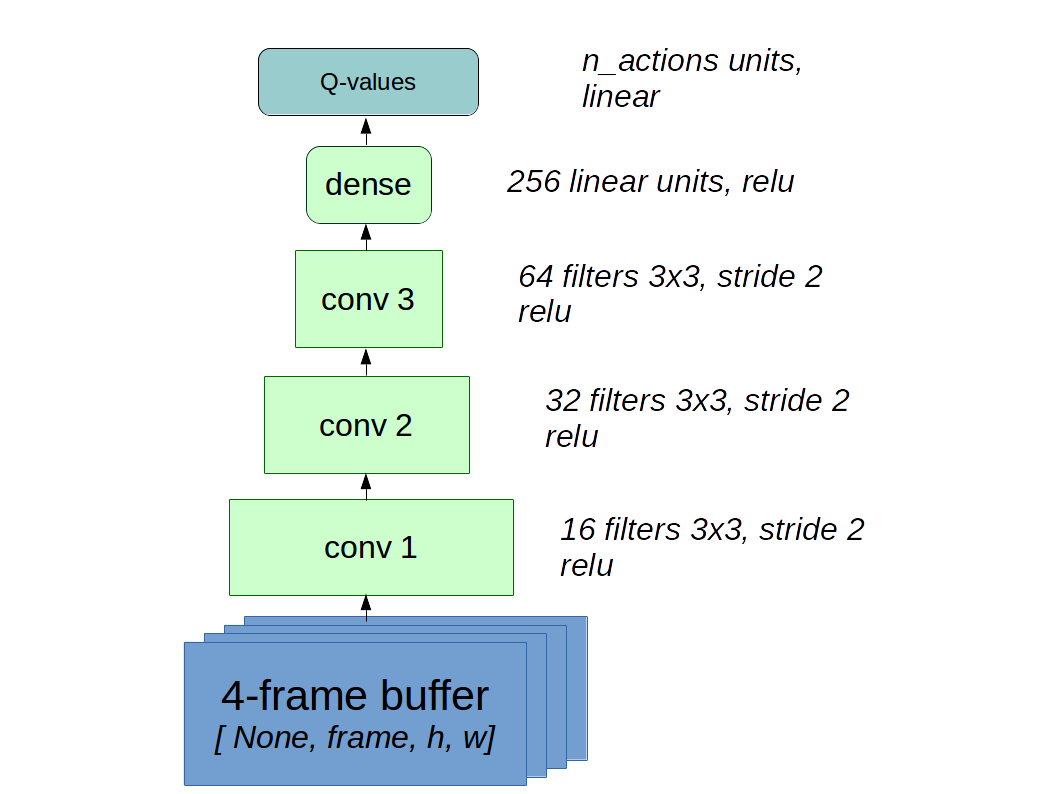 Q-values
n_actions units,
linear
dense
256 linear units, relu
conv 3
64 filters 3x3, stride 2
relu
conv 2
32 filters 3x3, stride 2
relu
conv 1
16 filters 3x3, stride 2
relu
4-frame buffer
[ None, frame, h, w]